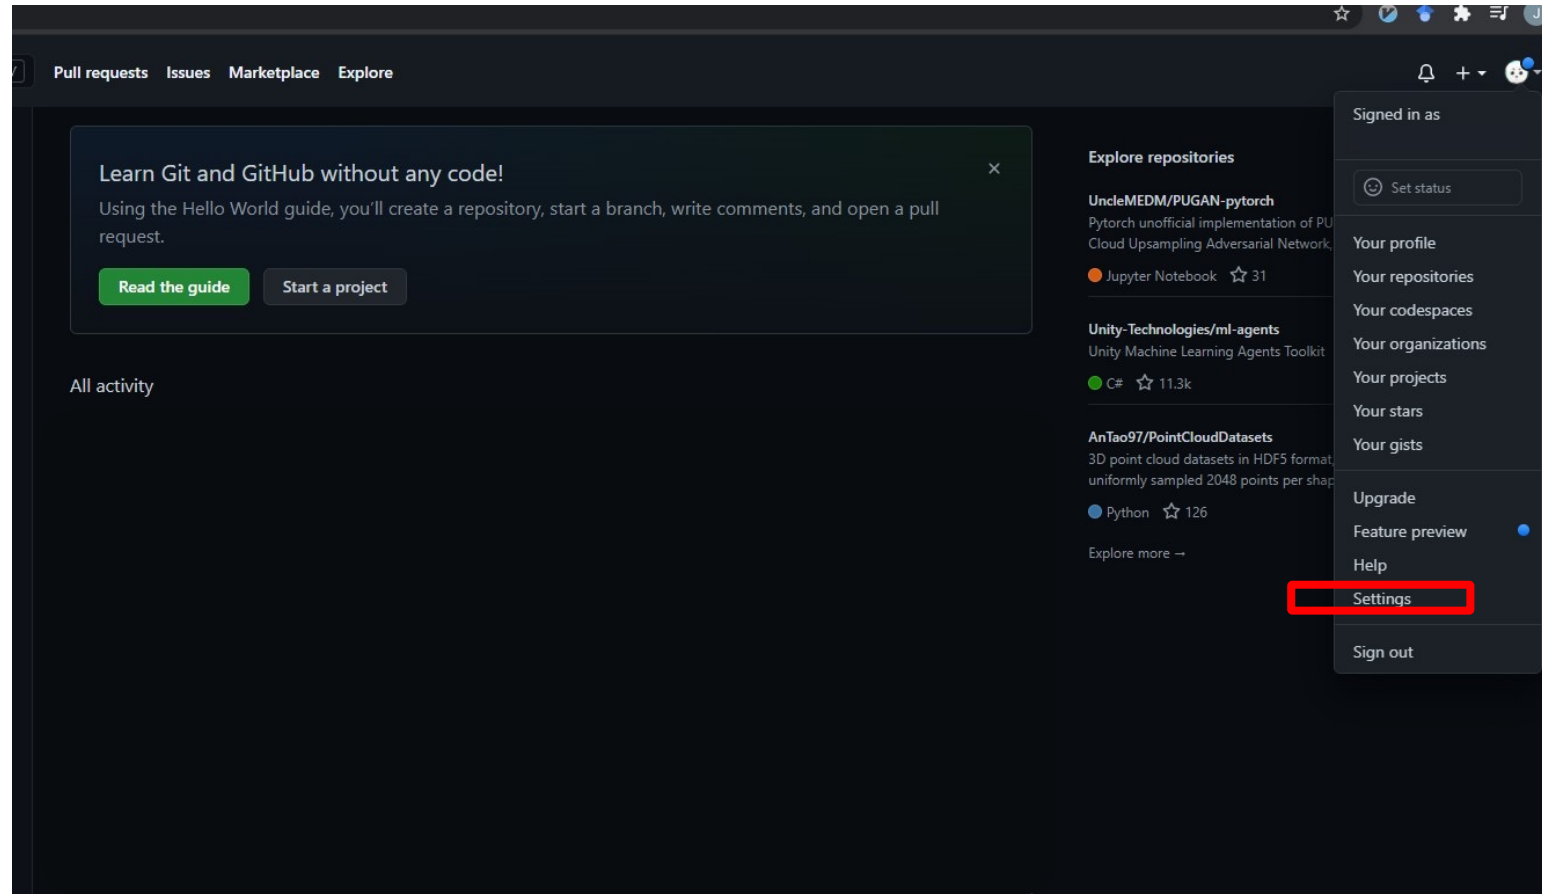 J
/
Pull requests Issues Marketplace Explore
Signed in as
Set status
Your profile
Your repositories
Your codespaces
Your organizations
Your projects
Your stars
Your gists
Upgrade
Feature preview
Help
Settings
Sign out
Learn Git and GitHub without any code!
Using the Hello World guide, you'll create a repository, start a branch, write comments, and open a pull
request.
Read the guide Start a project
All activity
Explore repositories
UncleMEDM/PUGAN-pytorch
Pytorch unofficial implementation of PU
Cloud Upsampling Adversarial Network,
Jupyter Notebook 31
Unity-Technologies/ml-agents
Unity Machine Learning Agents Toolkit
C# 11.3k
AnTao97/PointCloudDatasets
3D point cloud datasets in HDF5 format,
uniformly sampled 2048 points per shap
Python 126
Explore more →